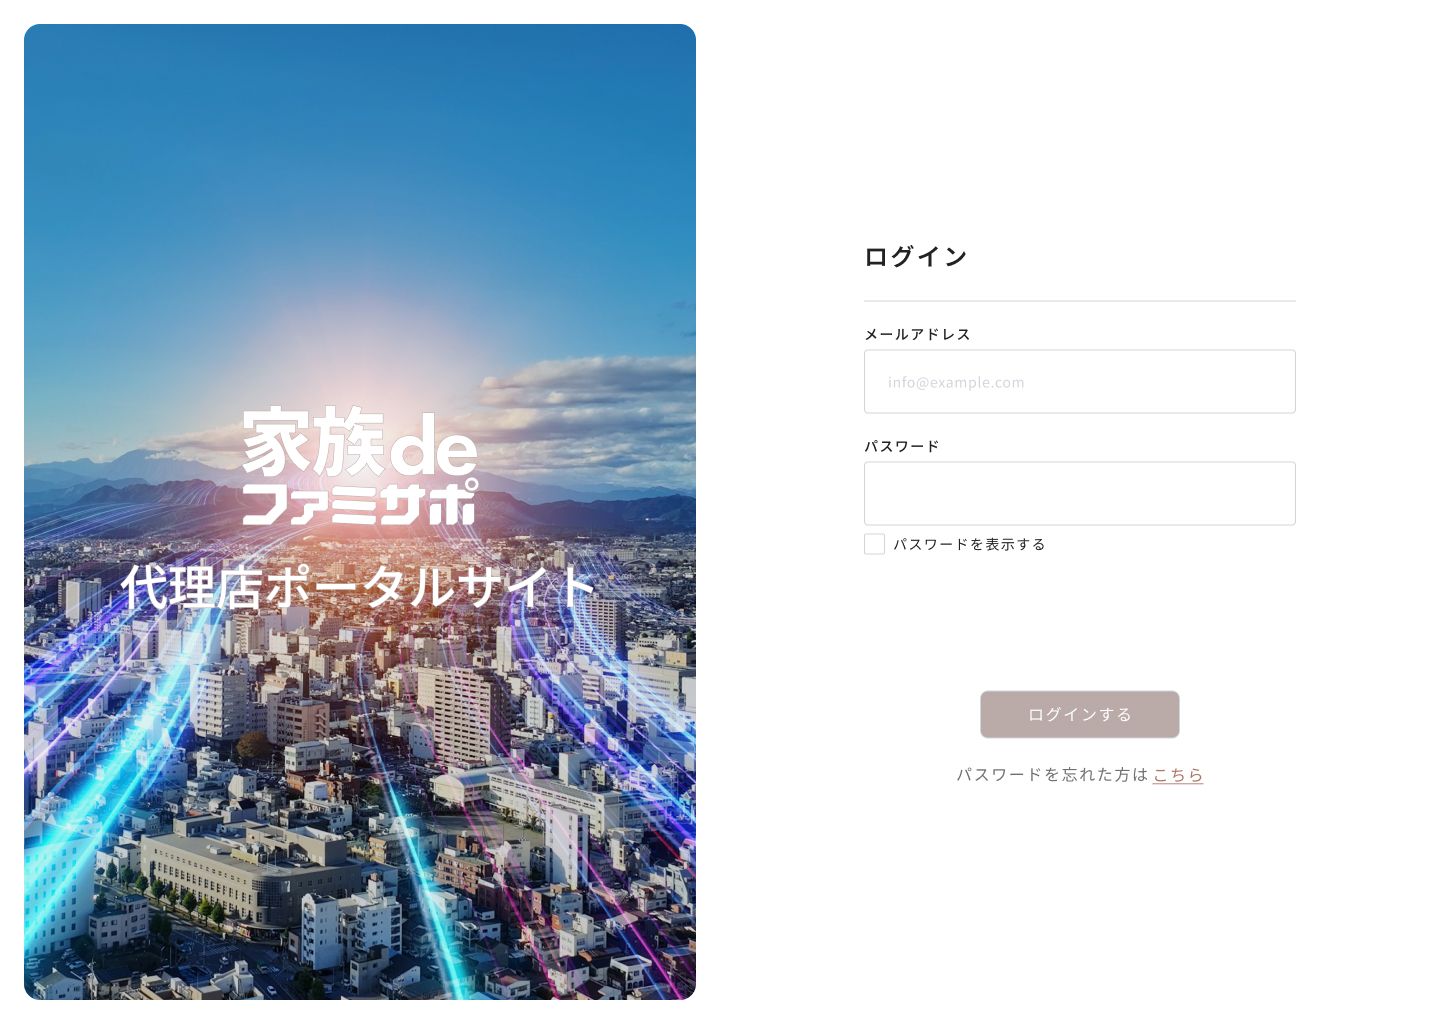 家族de
ファミサポ
代理店ポータルサイト
ログイン
メールアドレス
info@example.com
パスワード
パスワードを表示する
ログインする
パスワードを忘れた方は こちら